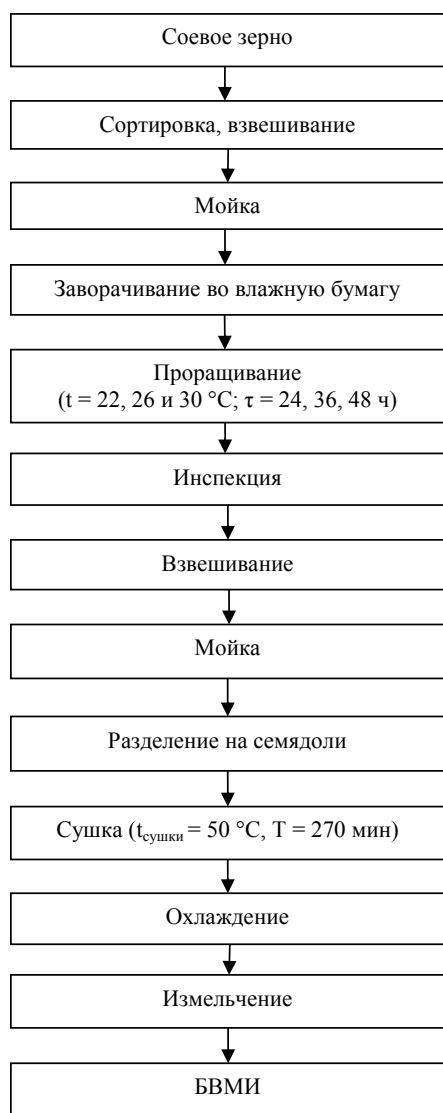 Соевое зерно
Сортировка, взвешивание
Мойка
Заворачивание во влажную бумагу
Проращивание
(t = 22, 26 и 30 °С; τ = 24, 36, 48 ч)
Инспекция
Взвешивание
Мойка
Разделение на семядоли
Сушка (tсушки = 50 °С, Т = 270 мин)
Охлаждение
Измельчение
БВМИ